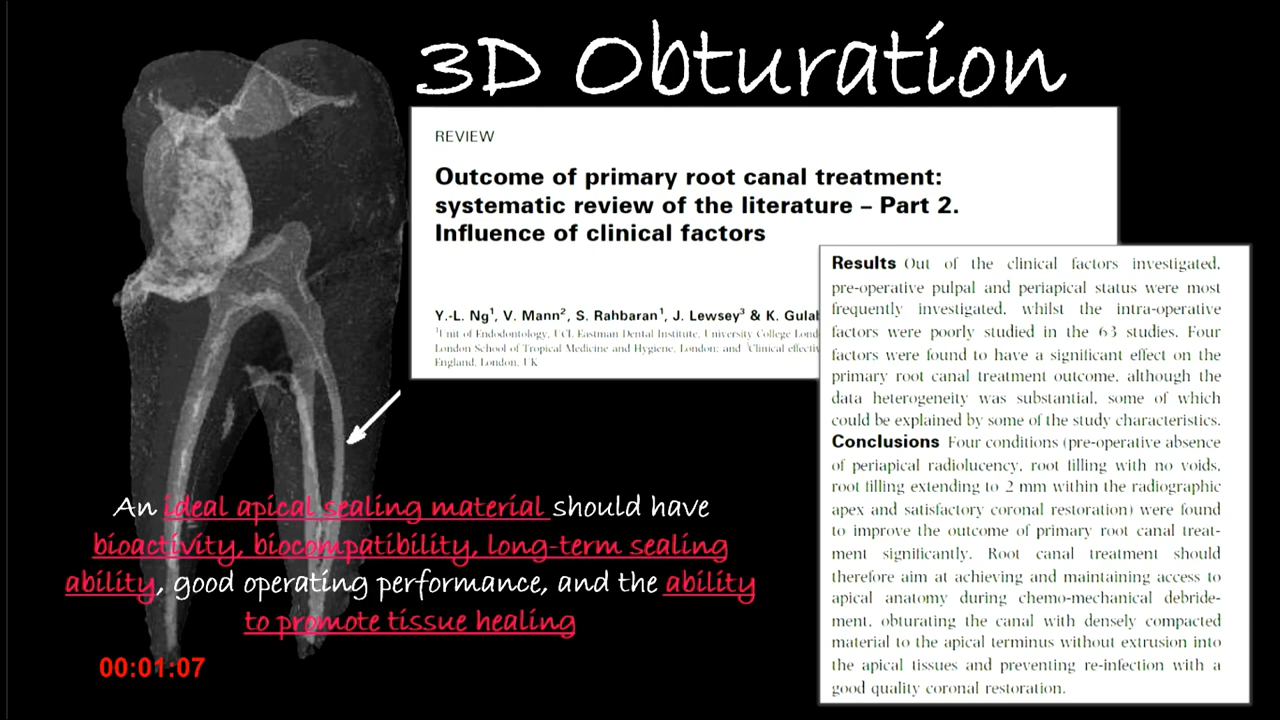 3D Obturation
REVIEW
Outcome of primary root canal treatment:
systematic review of the literature – Part 2.
Influence of clinical factors
Y.-L. Ng¹, V. Mann², S. Rahbaran¹, J. Lewsey³ & K. Gulab
¹Unit of Endodontology, UCL Eastman Dental Institute, University College Lond
London School of Tropical Medicine and Hygiene, London; and ³Clinical effectiv
England, London, UK
Results Out of the clinical factors investigated,
pre-operative pulpal and periapical status were most
frequently investigated, whilst the intra-operative
factors were poorly studied in the 63 studies. Four
factors were found to have a significant effect on the
primary root canal treatment outcome, although the
data heterogeneity was substantial, some of which
could be explained by some of the study characteristics.
Conclusions Four conditions (pre-operative absence
of periapical radiolucency, root filling with no voids,
root filling extending to 2 mm within the radiographic
apex and satisfactory coronal restoration) were found
to improve the outcome of primary root canal treat-
ment significantly. Root canal treatment should
therefore aim at achieving and maintaining access to
apical anatomy during chemo-mechanical debride-
ment, obturating the canal with densely compacted
material to the apical terminus without extrusion into
the apical tissues and preventing re-infection with a
good quality coronal restoration.
An ideal apical sealing material should have
bioactivity, biocompatibility, long-term sealing
ability, good operating performance, and the ability
to promote tissue healing
00:01:07